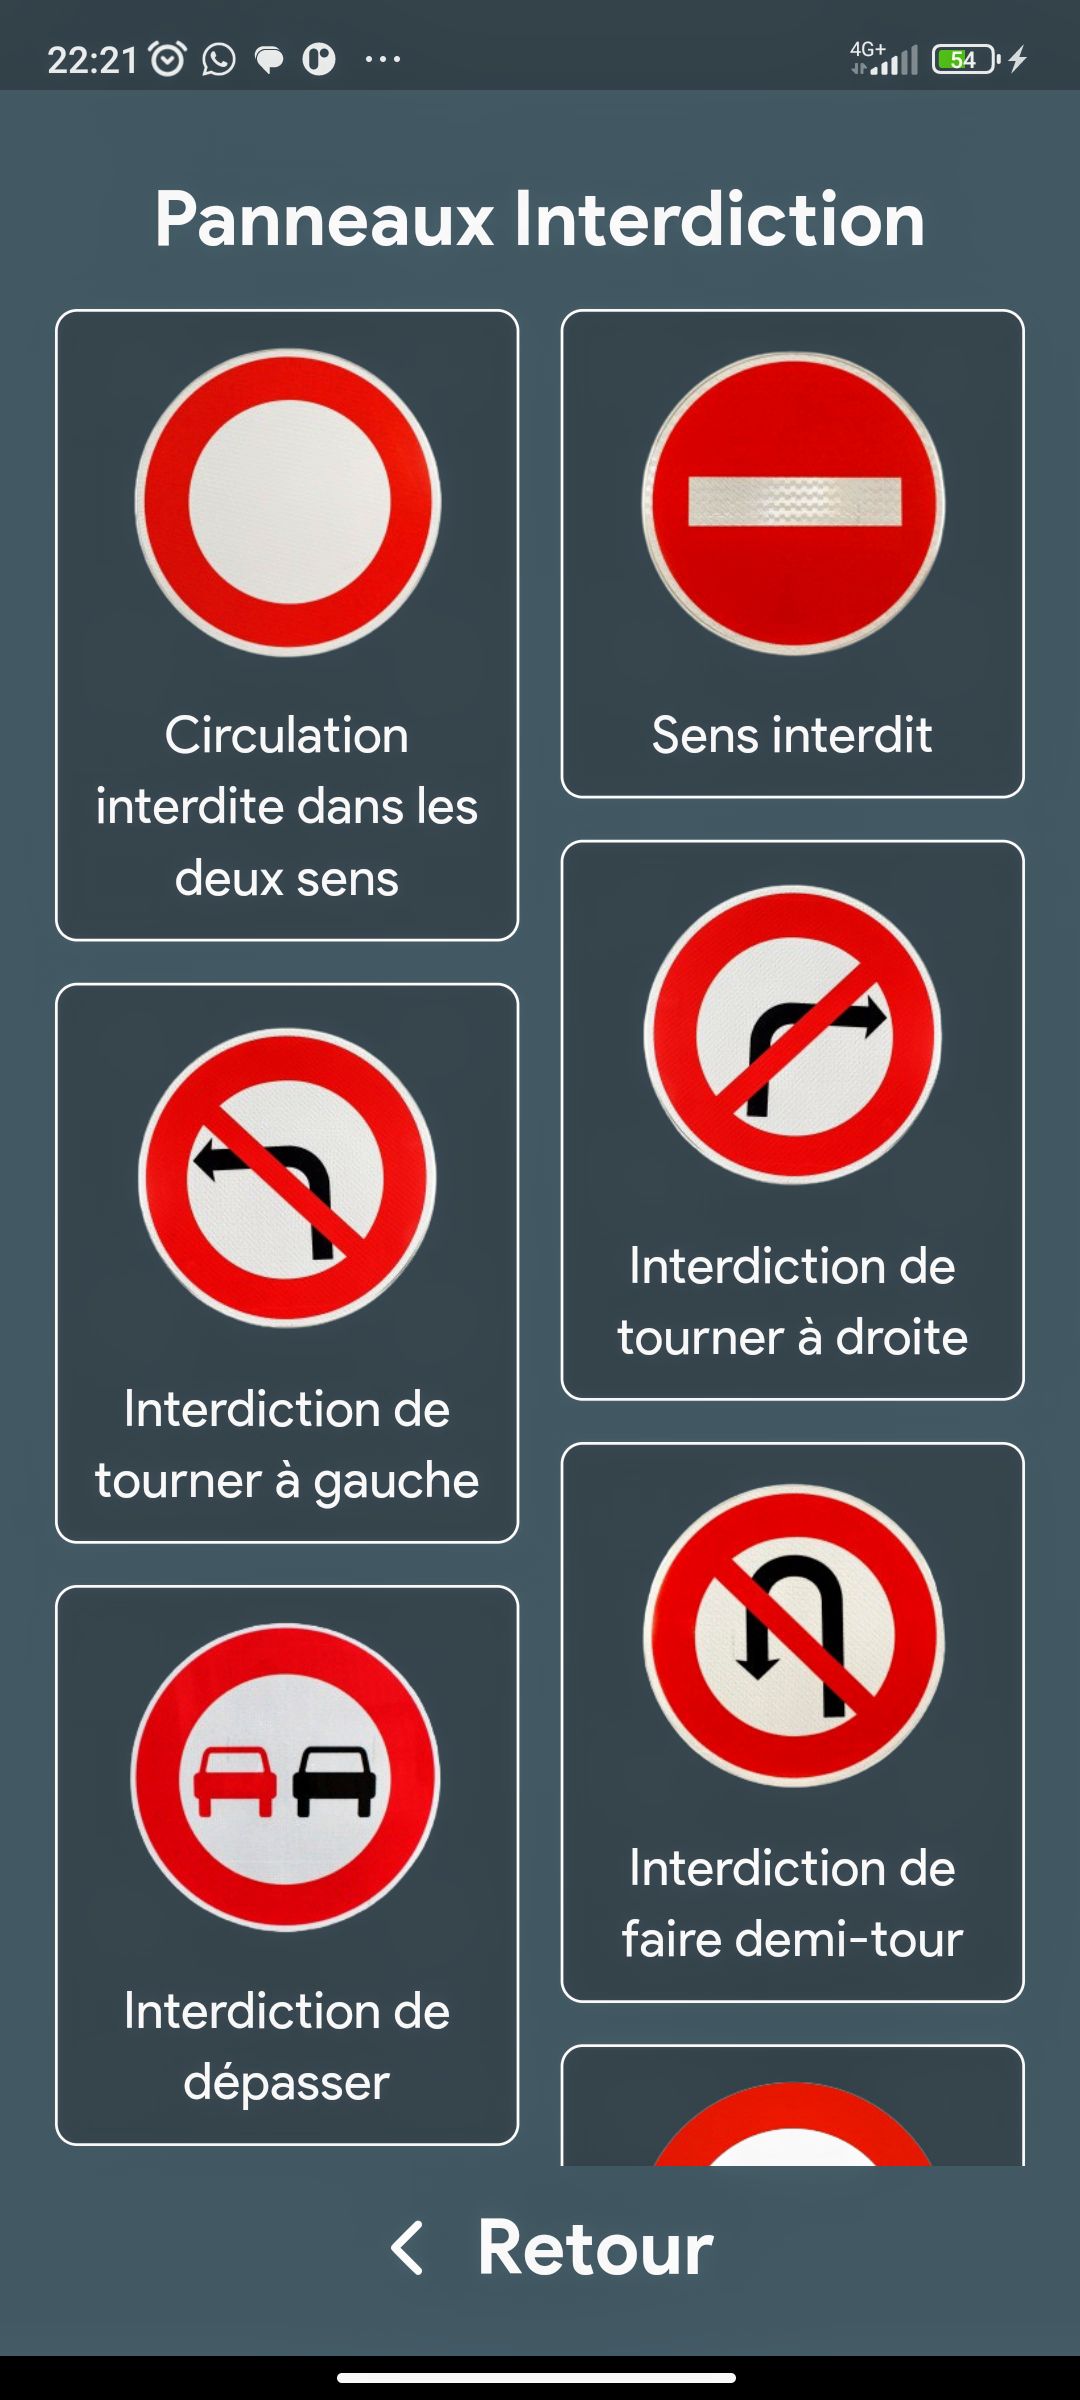 22:21
4G+
54
Panneaux Interdiction
Circulation
interdite dans les
deux sens
Sens interdit
Interdiction de
tourner à gauche
Interdiction de
tourner à droite
Interdiction de
dépasser
Interdiction de
faire demi-tour
Retour